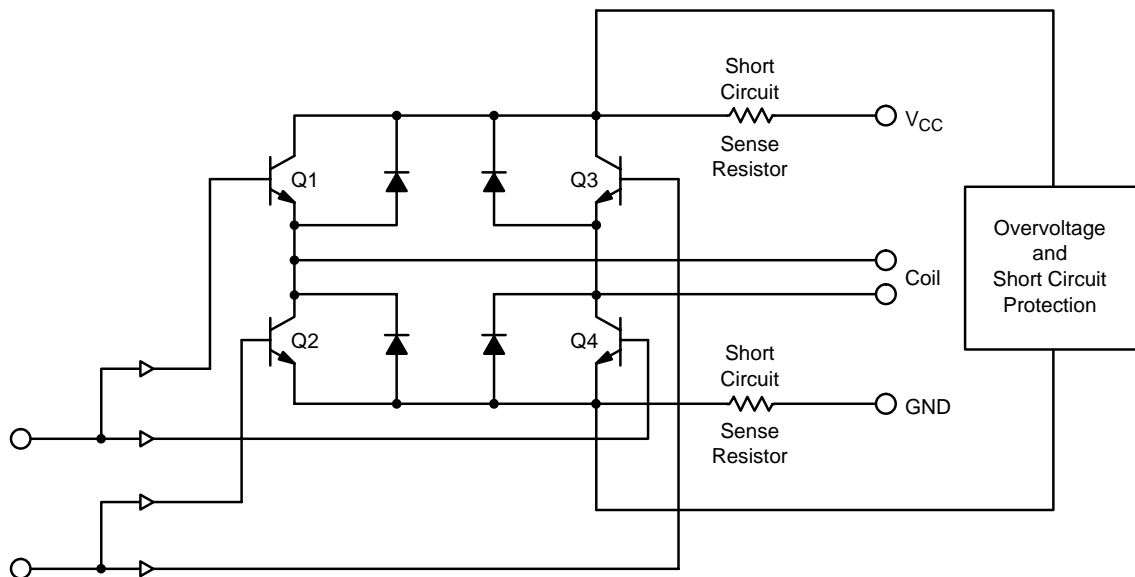 Short
Circuit
Sense
Resistor
V_CC
Q1
Q3
Overvoltage
and
Short Circuit
Protection
Coil
Q2
Q4
Short
Circuit
Sense
Resistor
GND